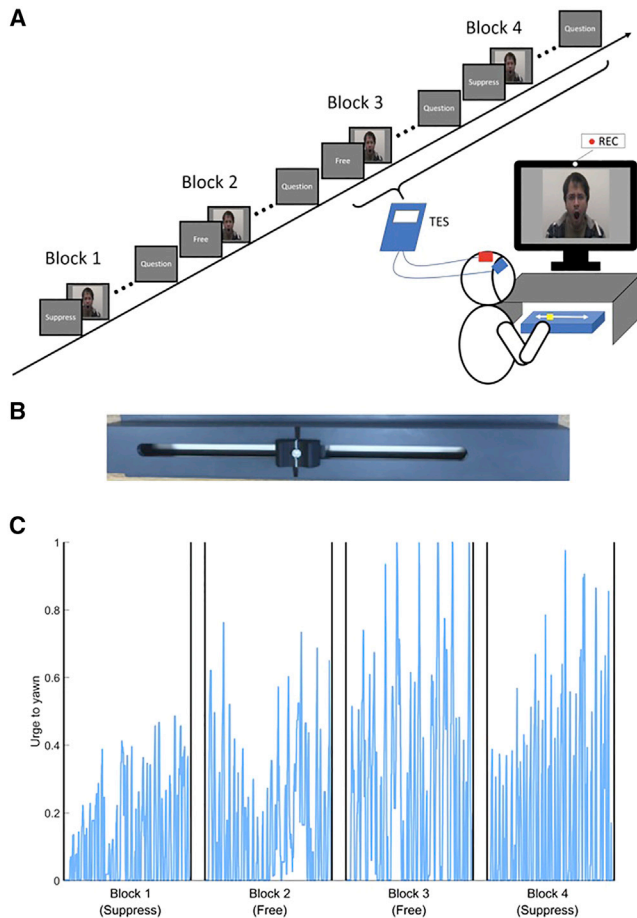 A
Block 1
Suppress
Question
Block 2
Free
Question
Block 3
Free
Question
Block 4
Suppress
Question
TES
REC
B
C
Urge to yawn
1
0.8
0.6
0.4
0.2
0
Block 1
(Suppress)
Block 2
(Free)
Block 3
(Free)
Block 4
(Suppress)